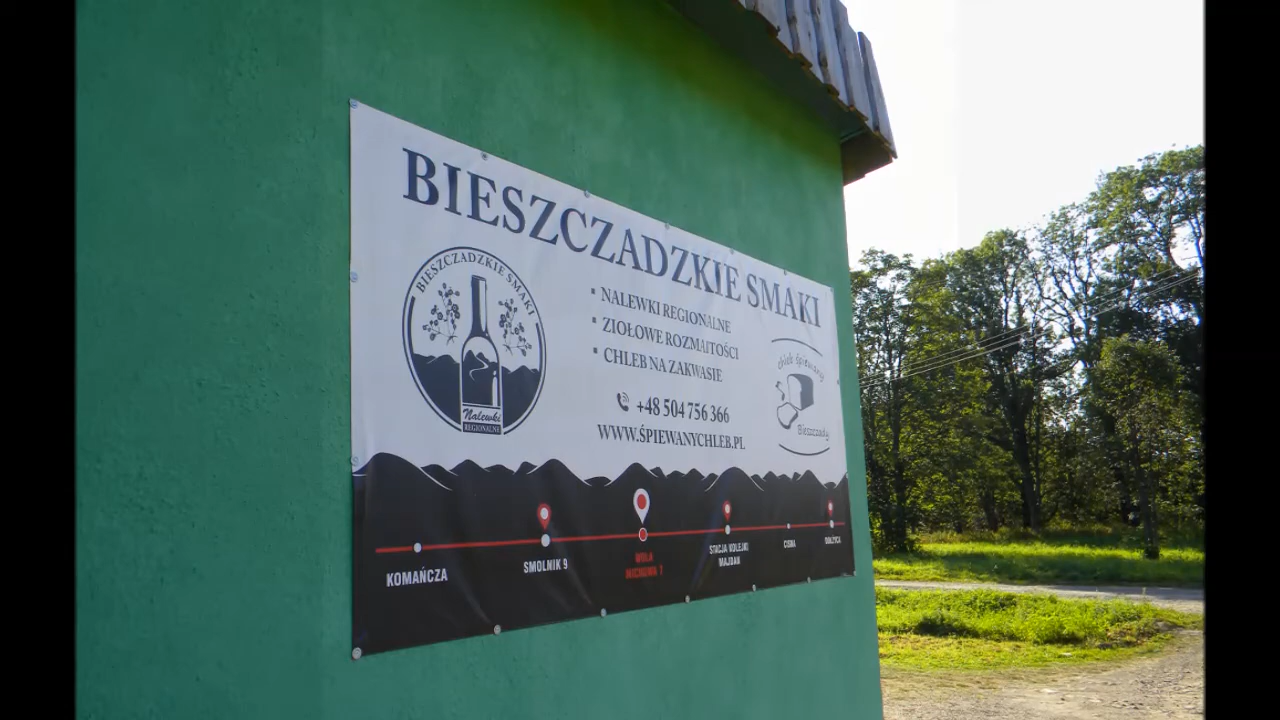 BIESZCZADZKIE SMAKI
BIESZCZADZKIE SMAKI
Nalewki
REGIONALNE
NALEWKI REGIONALNE
ZIOŁOWE ROZMAITOŚCI
CHLEB NA ZAKWASIE
+48 504 756 366
WWW.ŚPIEWANYCHLEB.PL
chleb śpiewany
Bieszczady
KOMAŃCZA
SMOLNIK 9
WOLA
MICHOWA 1
STACJA KOLEJKI
MAJDAN
CISNA
DOŁŻYCA